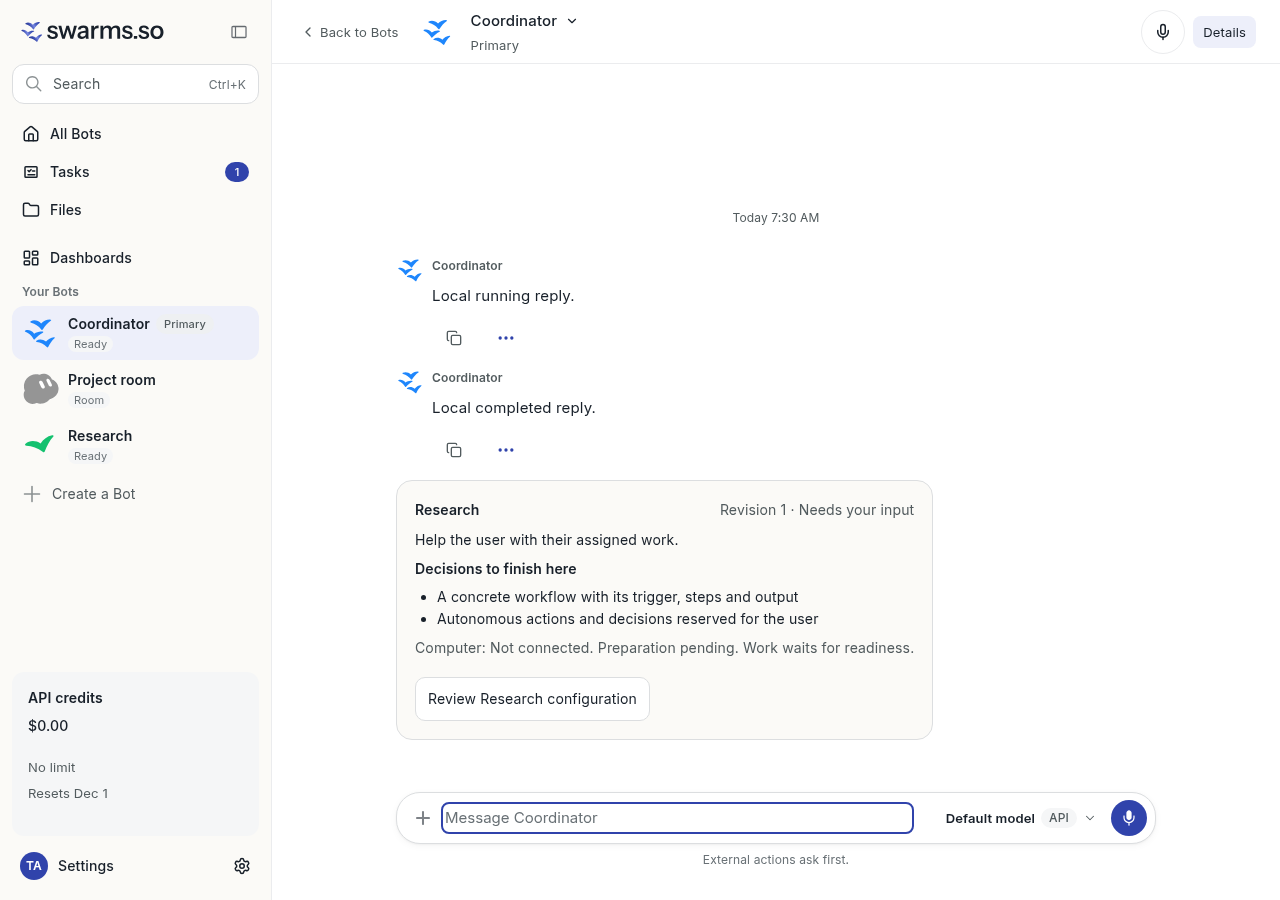 swarms.so
Search Ctrl+K
All Bots
Tasks 1
Files
Dashboards
Your Bots
Coordinator Primary
Ready
Project room
Room
Research
Ready
Create a Bot
API credits
$0.00
No limit
Resets Dec 1
TA Settings
Back to Bots
Coordinator
Primary
Details
Today 7:30 AM
Coordinator
Local running reply.
Coordinator
Local completed reply.
Research Revision 1 · Needs your input
Help the user with their assigned work.
Decisions to finish here
• A concrete workflow with its trigger, steps and output
• Autonomous actions and decisions reserved for the user
Computer: Not connected. Preparation pending. Work waits for readiness.
Review Research configuration
Message Coordinator Default model API
External actions ask first.